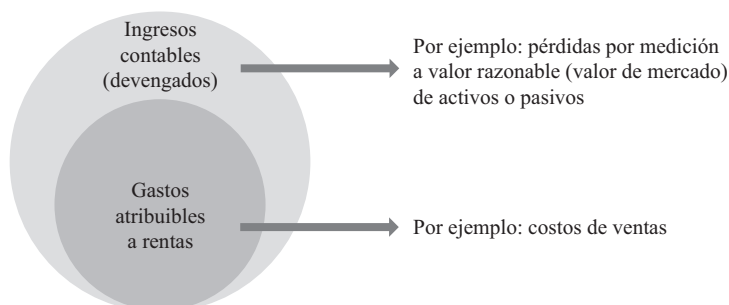 Ingresos
contables
(devengados)
Por ejemplo: pérdidas por medición
a valor razonable (valor de mercado)
de activos o pasivos
Gastos
atribuibles
a rentas
Por ejemplo: costos de ventas